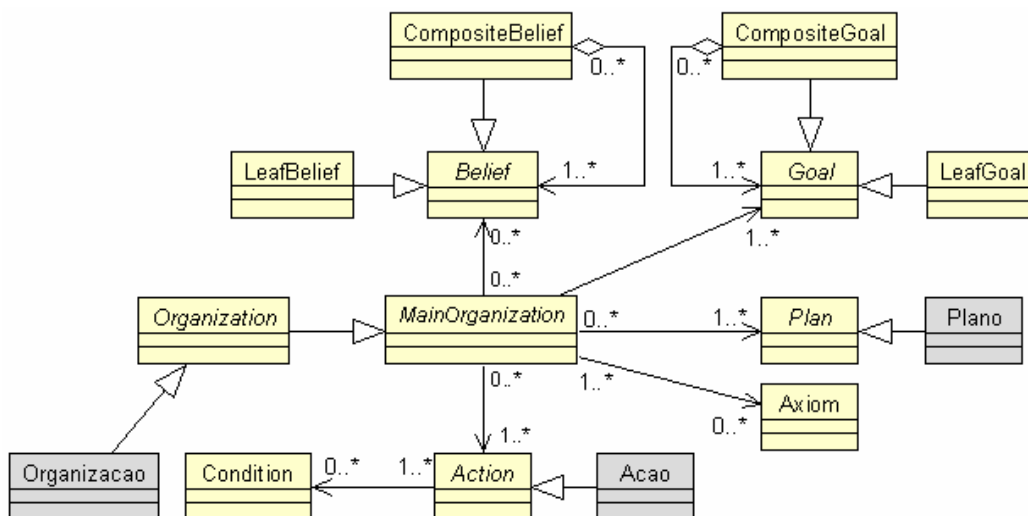 CompositeBelief
CompositeGoal
0..*
0..*
LeafBelief
Belief
1..*
1..*
Goal
LeafGoal
0..*
1..*
0..*
Organization
MainOrganization
0..*
1..*
Plan
Plano
0..*
1..*
Axiom
0..*
1..*
Organizacao
Condition
0..*
1..*
Action
Acao